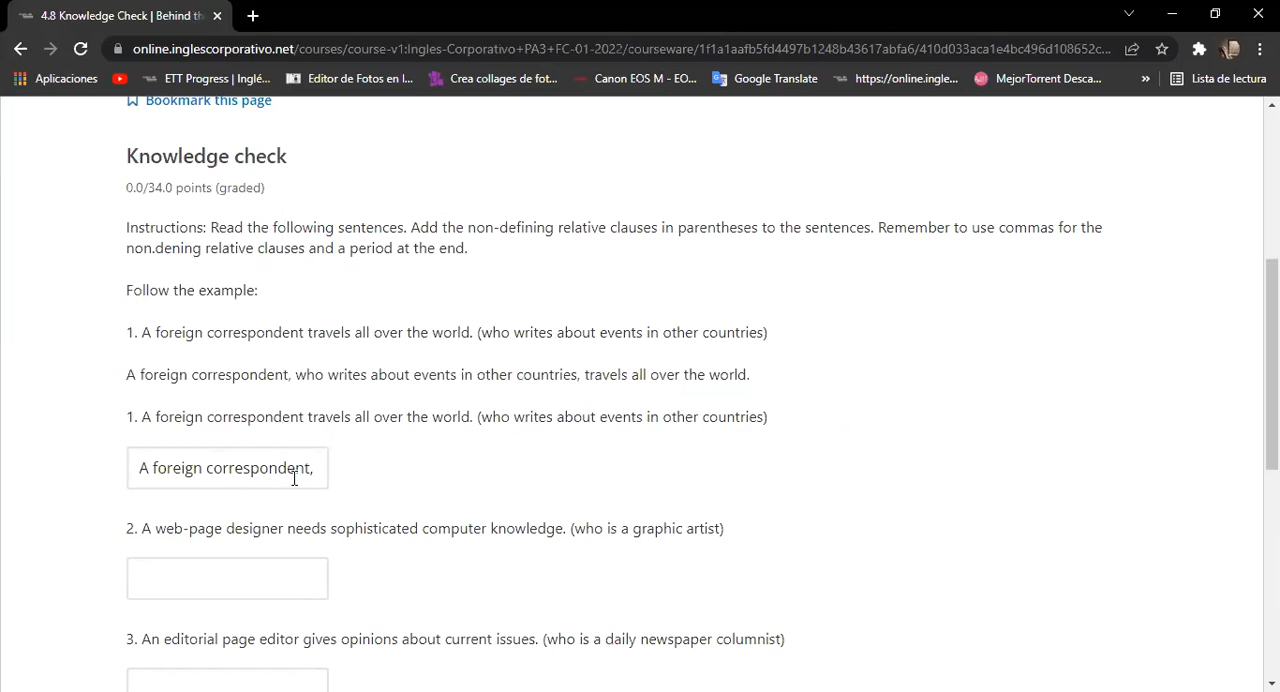 4.8 Knowledge Check | Behind th
online.inglescorporativo.net/courses/course-v1:Ingles-Corporativo+PA3+FC-01-2022/courseware/1f1a1aafb5fd4497b1248b43617abfa6/410d033aca1e4bc496d108652c...
Aplicaciones ETT Progress | Inglé... Editor de Fotos en l... Crea collages de fot... Canon EOS M - EO... Google Translate https://online.ingle... MejorTorrent Desca... » Lista de lectura
Bookmark this page
Knowledge check
0.0/34.0 points (graded)
Instructions: Read the following sentences. Add the non-defining relative clauses in parentheses to the sentences. Remember to use commas for the
non.dening relative clauses and a period at the end.
Follow the example:
1. A foreign correspondent travels all over the world. (who writes about events in other countries)
A foreign correspondent, who writes about events in other countries, travels all over the world.
1. A foreign correspondent travels all over the world. (who writes about events in other countries)
A foreign correspondent,
2. A web-page designer needs sophisticated computer knowledge. (who is a graphic artist)
3. An editorial page editor gives opinions about current issues. (who is a daily newspaper columnist)